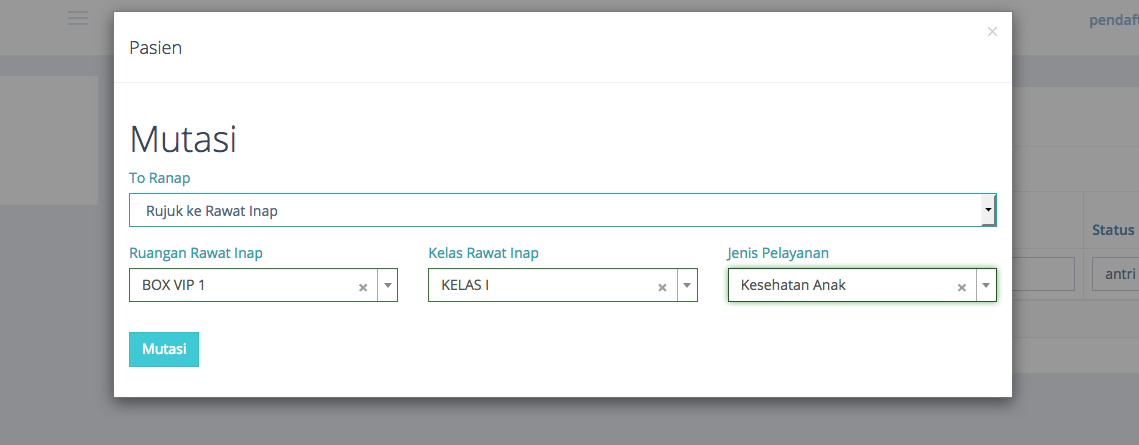 pendaft
Pasien
×
Mutasi
To Ranap
Rujuk ke Rawat Inap
Ruangan Rawat Inap
Kelas Rawat Inap
Jenis Pelayanan
Status
BOX VIP 1 ×
KELAS I ×
Kesehatan Anak ×
antri
Mutasi